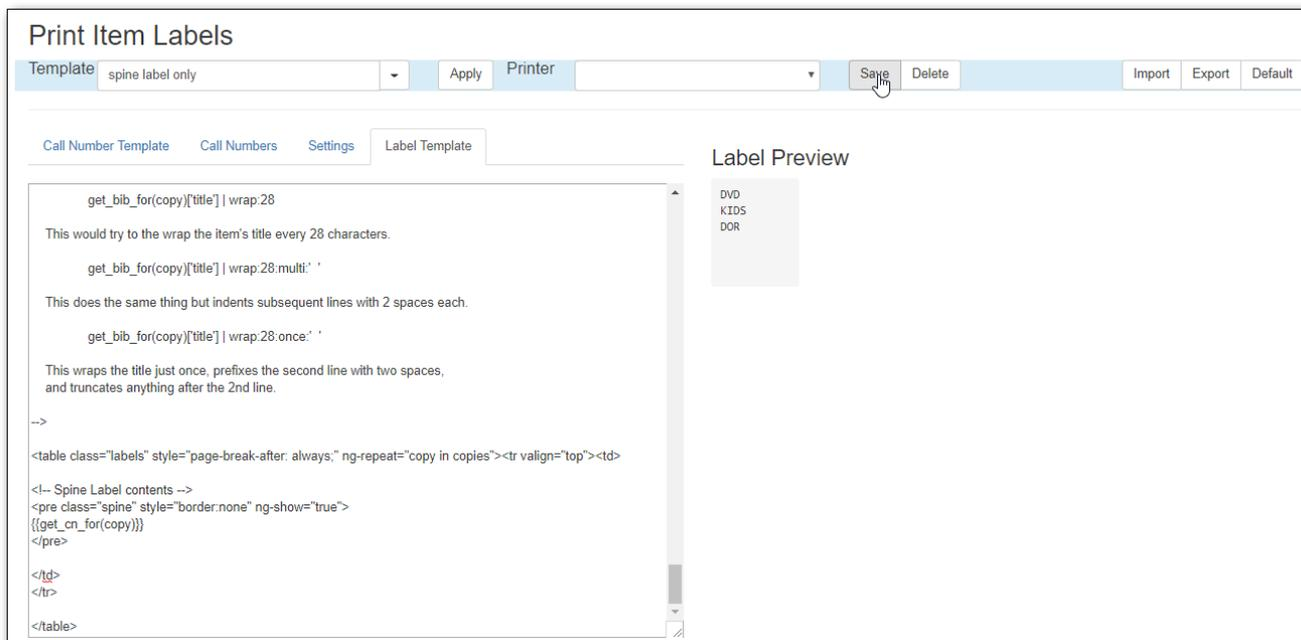 Print Item Labels
Template spine label only Apply Printer Save Delete Import Export Default
Call Number Template Call Numbers Settings Label Template
get_bib_for(copy)['title'] | wrap:28
This would try to the wrap the item's title every 28 characters.
get_bib_for(copy)['title'] | wrap:28:multi:'  '
This does the same thing but indents subsequent lines with 2 spaces each.
get_bib_for(copy)['title'] | wrap:28:once:'  '
This wraps the title just once, prefixes the second line with two spaces,
and truncates anything after the 2nd line.
-->
<table class="labels" style="page-break-after: always;" ng-repeat="copy in copies"><tr valign="top"><td>
<!-- Spine Label contents -->
<pre class="spine" style="border:none" ng-show="true">
{{get_cn_for(copy)}}
</pre>
</td>
</tr>
</table>
Label Preview
DVD
KIDS
DOR